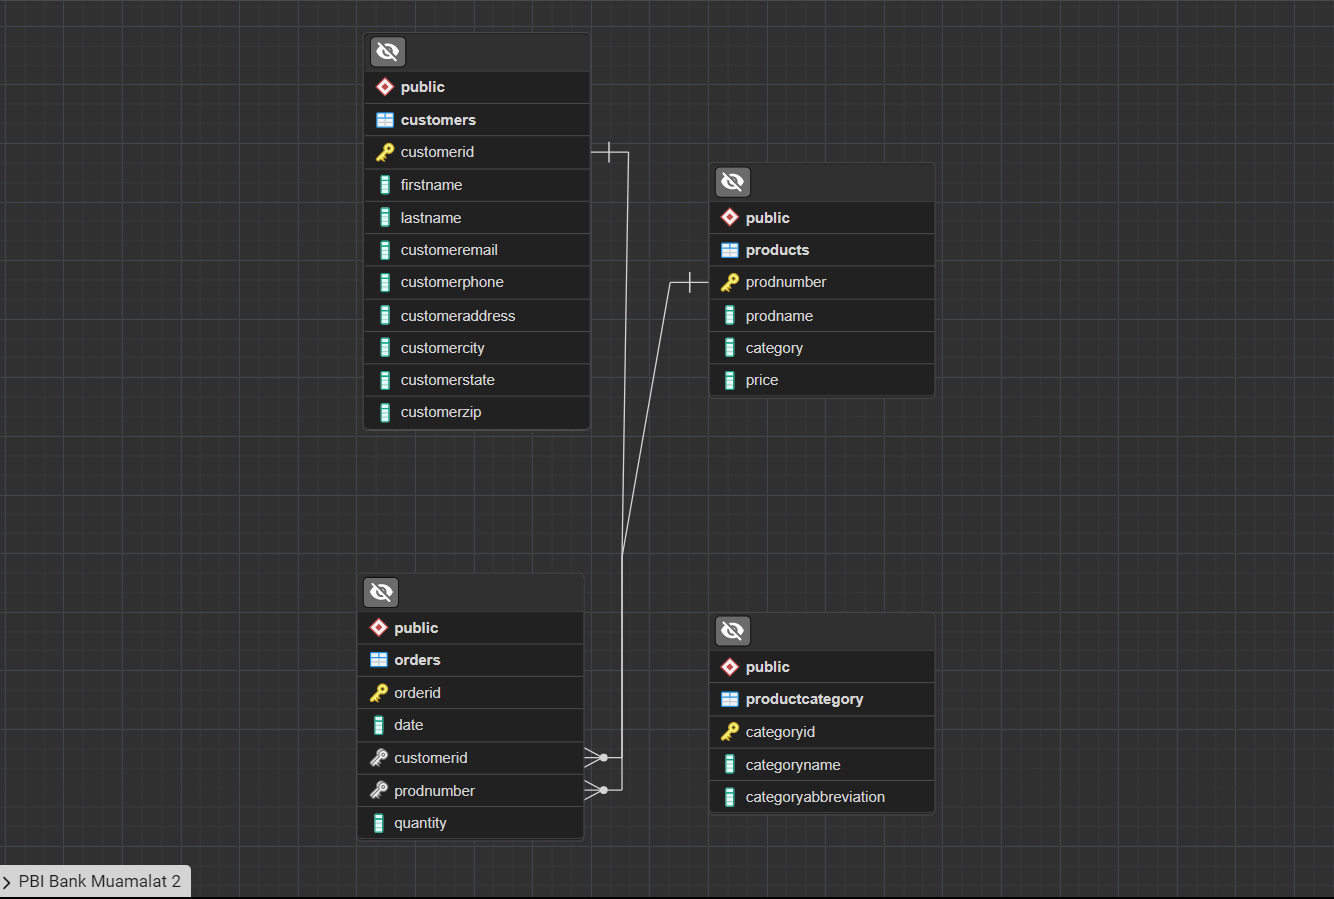 public
customers
customerid
firstname
lastname
customeremail
customerphone
customeraddress
customercity
customerstate
customerzip
public
products
prodnumber
prodname
category
price
public
orders
orderid
date
customerid
prodnumber
quantity
public
productcategory
categoryid
categoryname
categoryabbreviation
PBI Bank Muamalat 2